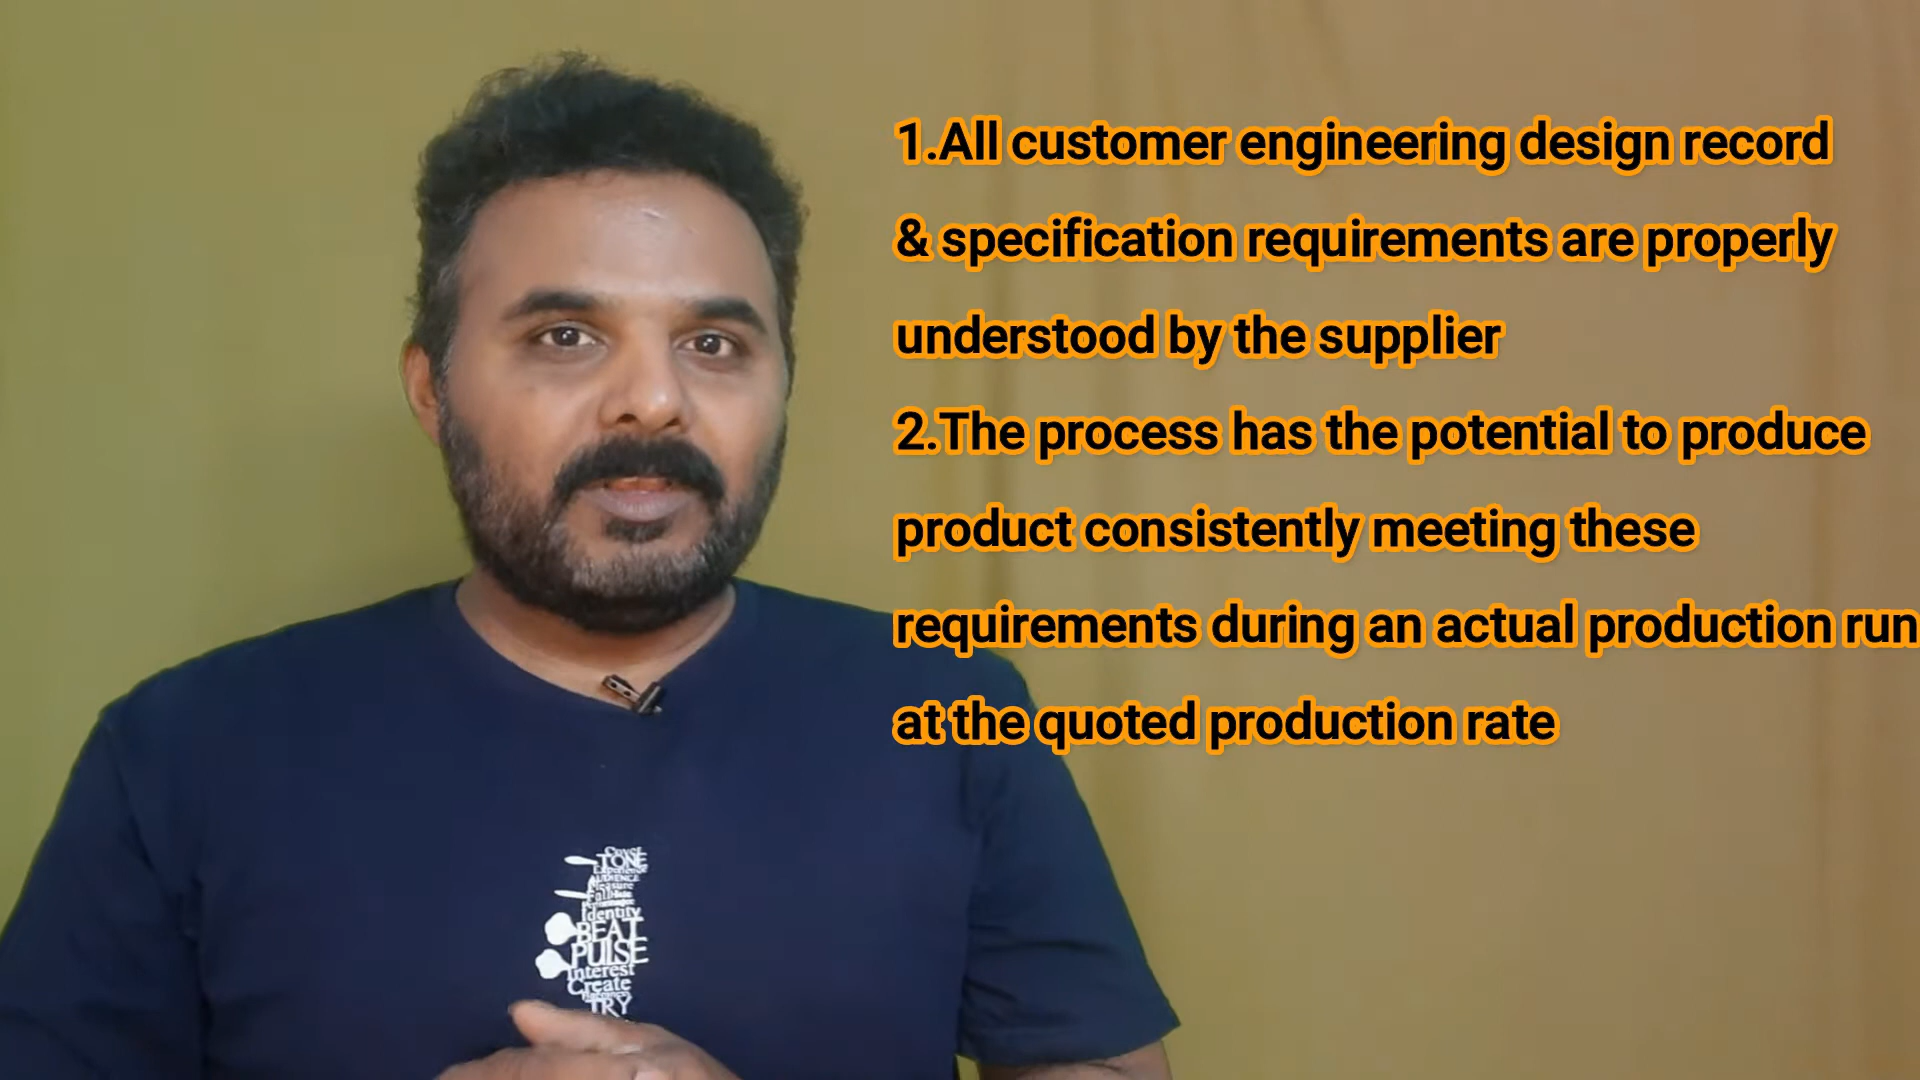 1.All customer engineering design record
& specification requirements are properly
understood by the supplier
2.The process has the potential to produce
product consistently meeting these
requirements during an actual production run
at the quoted production rate
TONE
Measure
Identity
BEAT
PULSE
Interest
Create
TRY